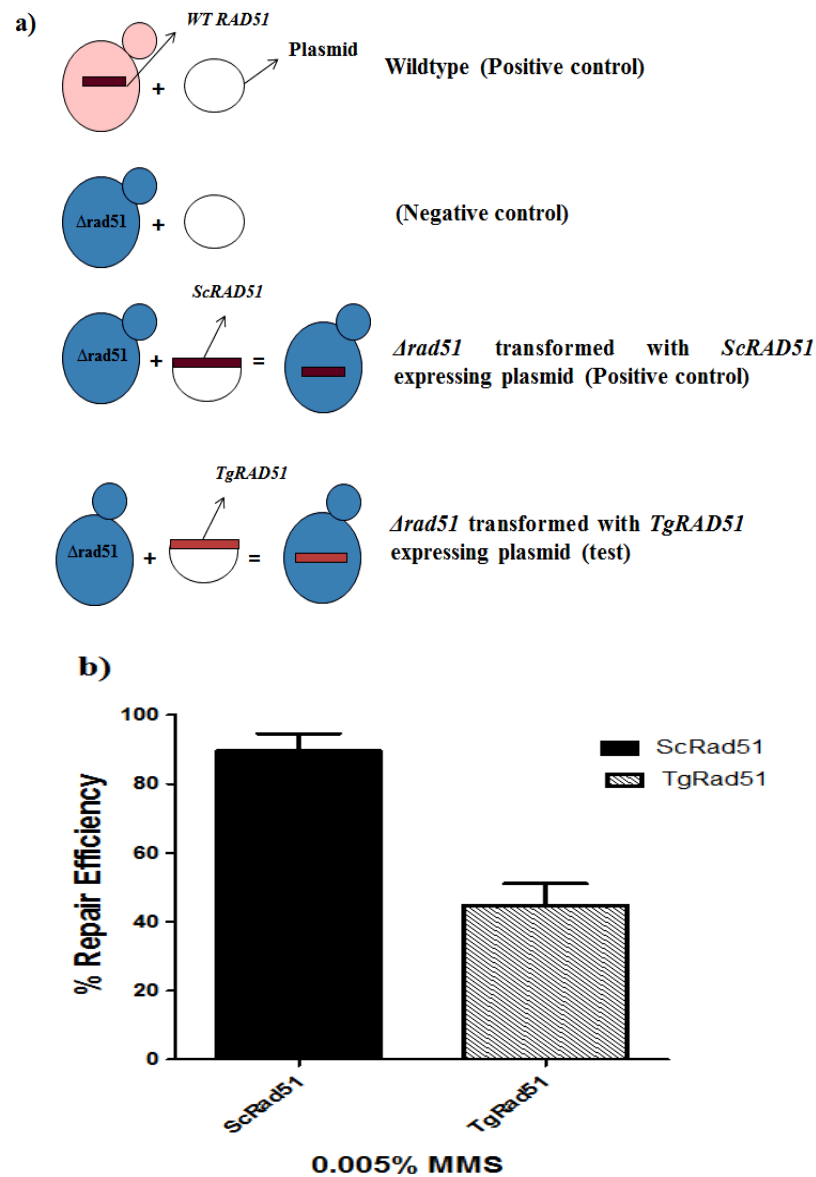 a)
WT RAD51
Plasmid
+
Wildtype (Positive control)
Δrad51
+
(Negative control)
ScRAD51
Δrad51
+
=
Δrad51 transformed with ScRAD51
expressing plasmid (Positive control)
TgRAD51
Δrad51
+
=
Δrad51 transformed with TgRAD51
expressing plasmid (test)
b)
% Repair Efficiency
100
80
60
40
20
0
ScRad51
TgRad51
ScRad51
TgRad51
0.005% MMS